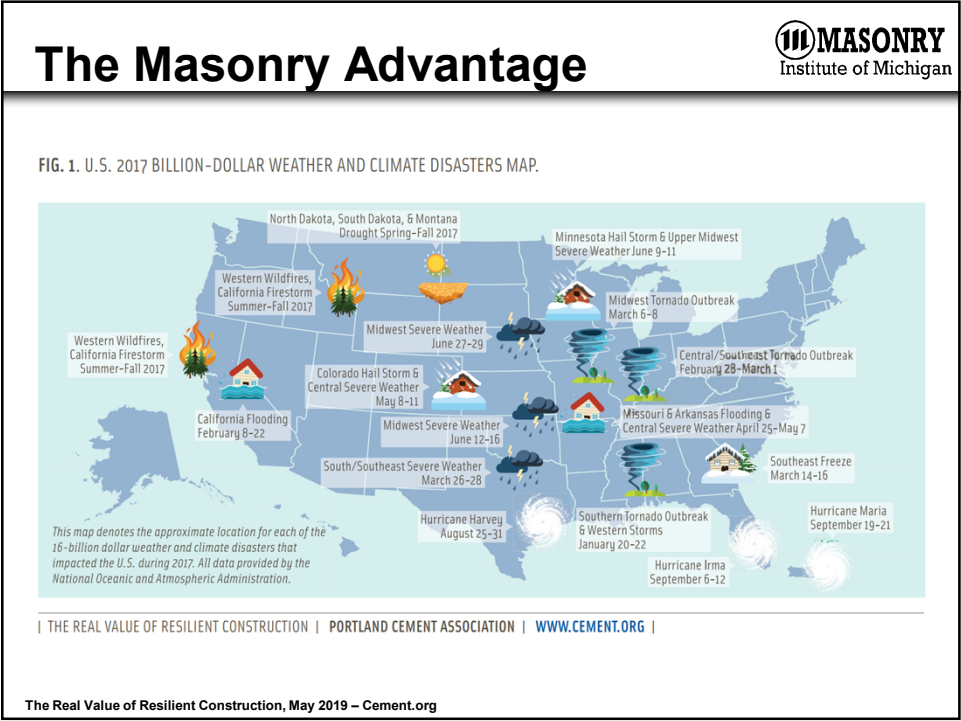 The Masonry Advantage
MASONRY
Institute of Michigan
FIG. 1. U.S. 2017 BILLION-DOLLAR WEATHER AND CLIMATE DISASTERS MAP.
North Dakota, South Dakota, & Montana
Drought Spring-Fall 2017
Minnesota Hail Storm & Upper Midwest
Severe Weather June 9-11
Western Wildfires,
California Firestorm
Summer-Fall 2017
Midwest Tornado Outbreak
March 6-8
Midwest Severe Weather
June 27-29
Western Wildfires,
California Firestorm
Summer-Fall 2017
Central/Southeast Tornado Outbreak
February 28-March 1
Colorado Hail Storm &
Central Severe Weather
May 8-11
California Flooding
February 8-22
Midwest Severe Weather
June 12-16
Missouri & Arkansas Flooding &
Central Severe Weather April 25-May 7
South/Southeast Severe Weather
March 26-28
Southeast Freeze
March 14-16
Hurricane Harvey
August 25-31
Southern Tornado Outbreak
& Western Storms
January 20-22
Hurricane Maria
September 19-21
Hurricane Irma
September 6-12
This map denotes the approximate location for each of the
16-billion dollar weather and climate disasters that
impacted the U.S. during 2017. All data provided by the
National Oceanic and Atmospheric Administration.
| THE REAL VALUE OF RESILIENT CONSTRUCTION | PORTLAND CEMENT ASSOCIATION | WWW.CEMENT.ORG |
The Real Value of Resilient Construction, May 2019 – Cement.org